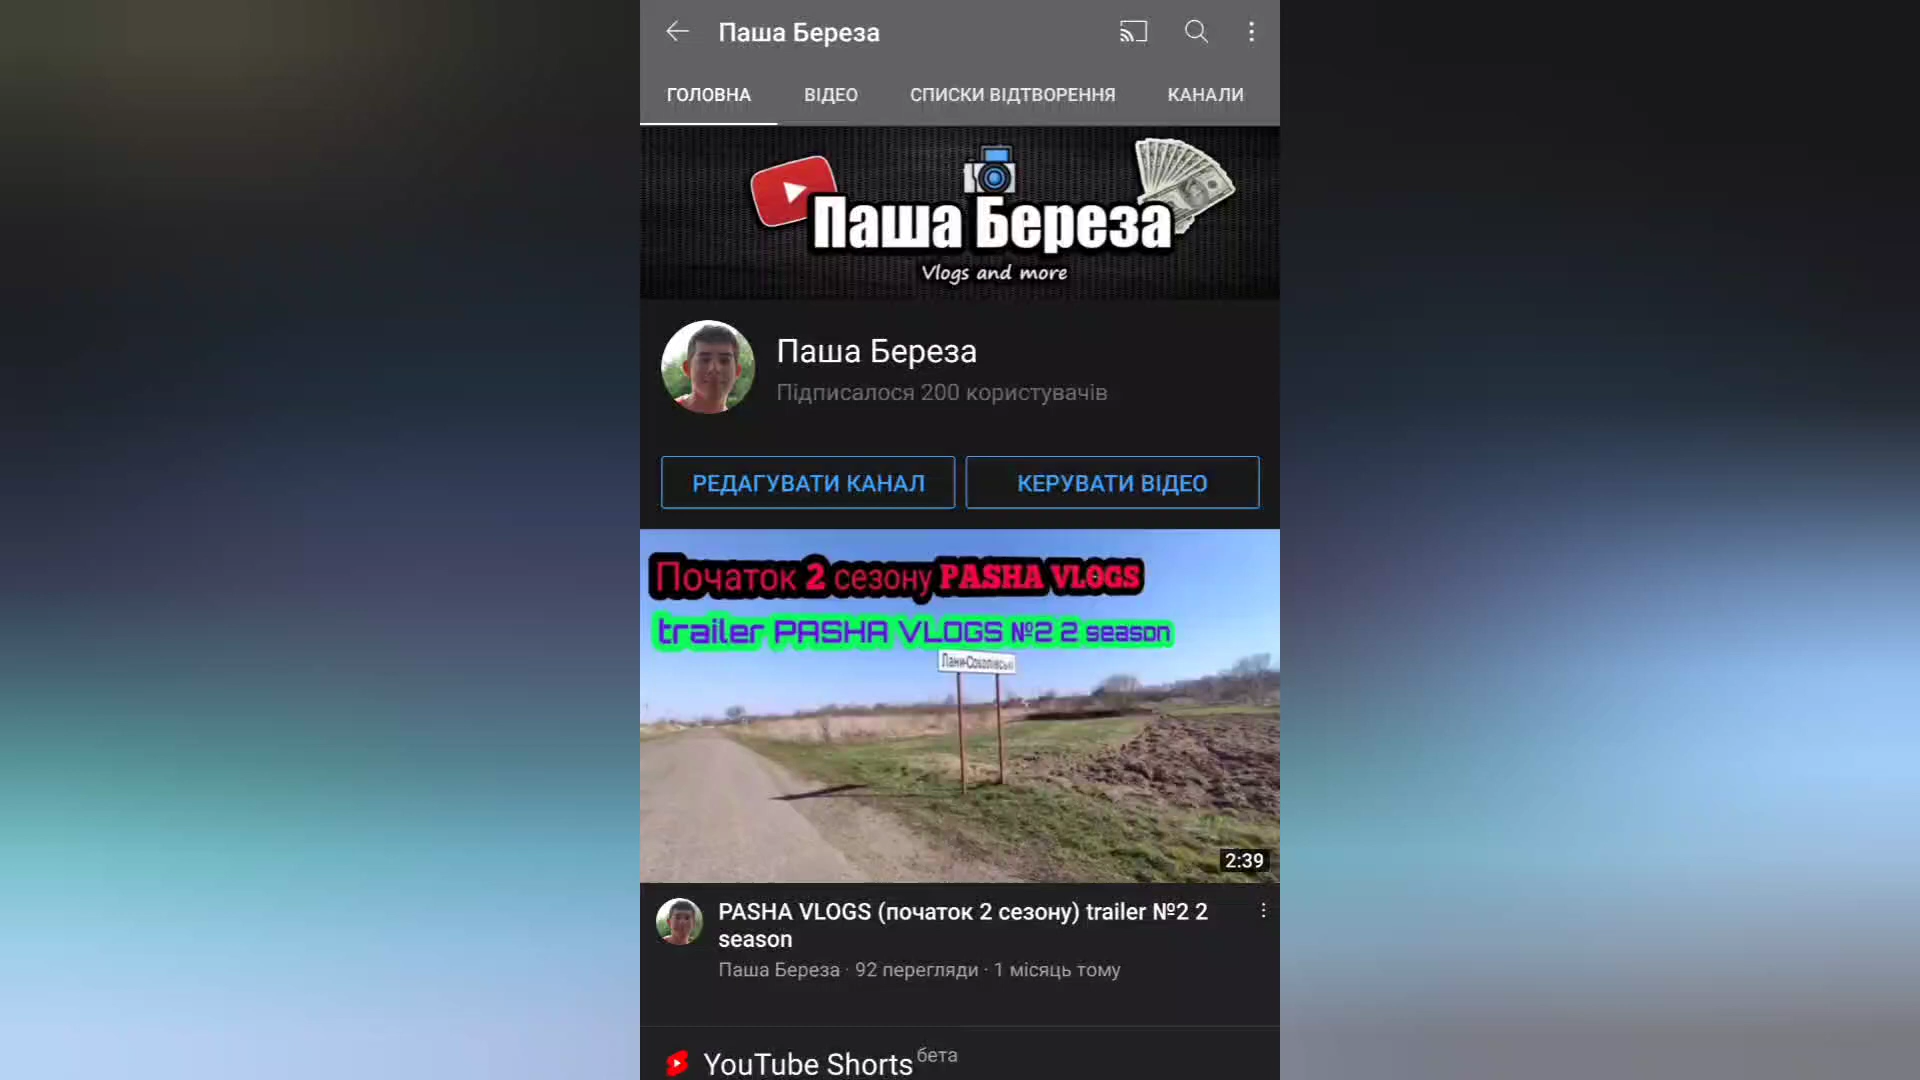 Паша Береза
ГОЛОВНА ВІДЕО СПИСКИ ВІДТВОРЕННЯ КАНАЛИ
Паша Береза
Vlogs and more
Паша Береза
Підписалося 200 користувачів
РЕДАГУВАТИ КАНАЛ КЕРУВАТИ ВІДЕО
Початок 2 сезону PASHA VLOGS
trailer PASHA VLOGS №2 2 season
Лани-Соколівські
2:39
PASHA VLOGS (початок 2 сезону) trailer №2 2
season
Паша Береза · 92 перегляди · 1 місяць тому
YouTube Shorts бета